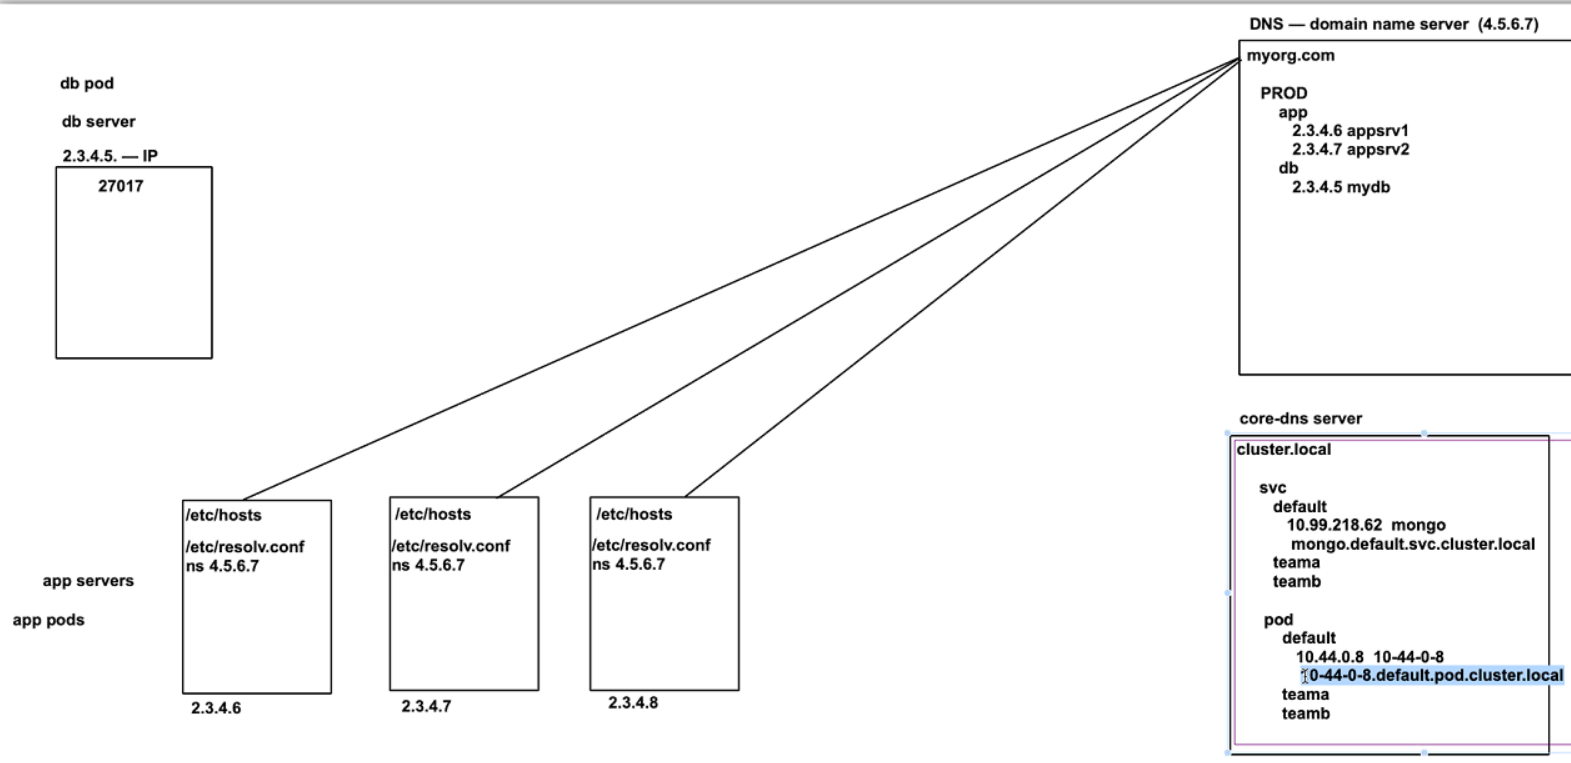 DNS — domain name server (4.5.6.7)
myorg.com
PROD
app
2.3.4.6 appsrv1
2.3.4.7 appsrv2
db
2.3.4.5 mydb
db pod
db server
2.3.4.5. — IP
27017
core-dns server
cluster.local
svc
default
10.99.218.62 mongo
mongo.default.svc.cluster.local
teama
teamb
pod
default
10.44.0.8 10-44-0-8
10-44-0-8.default.pod.cluster.local
teama
teamb
app servers
app pods
/etc/hosts
/etc/resolv.conf
ns 4.5.6.7
2.3.4.6
/etc/hosts
/etc/resolv.conf
ns 4.5.6.7
2.3.4.7
/etc/hosts
/etc/resolv.conf
ns 4.5.6.7
2.3.4.8